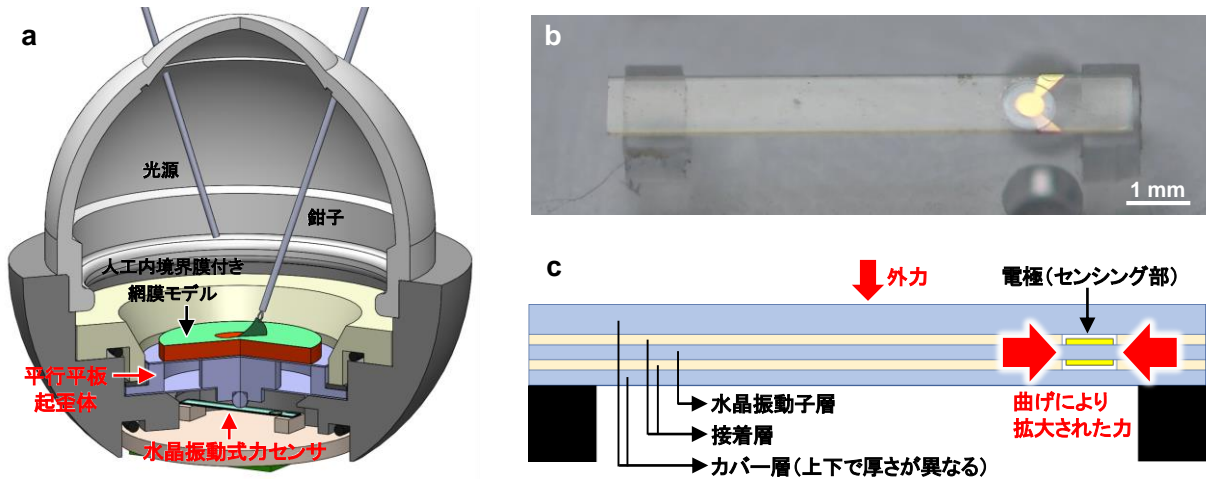 a
光源
鉗子
人工内境界膜付き
網膜モデル
平行平板
起歪体
水晶振動式力センサ
b
1 mm
c
外力
電極(センシング部)
水晶振動子層
接着層
カバー層(上下で厚さが異なる)
曲げにより
拡大された力